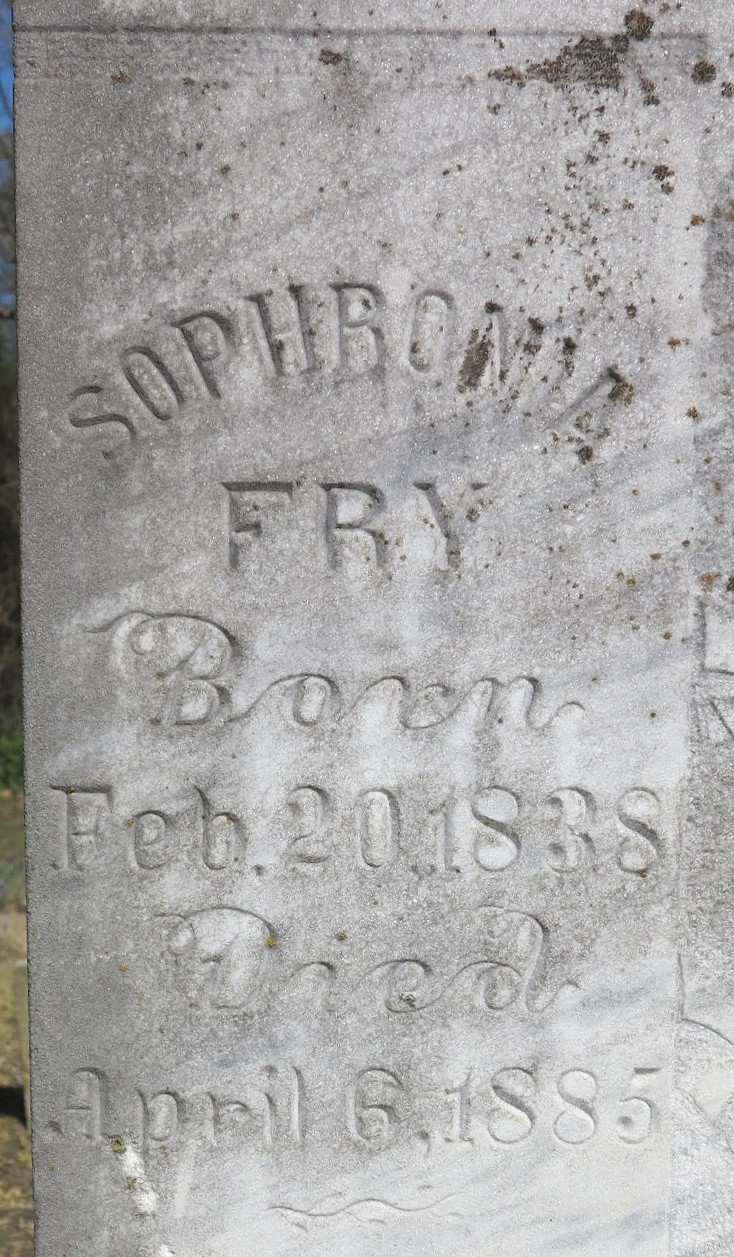 SOPHRONIA
FRY
Born
Feb. 20, 1838
Died
April 6, 1885